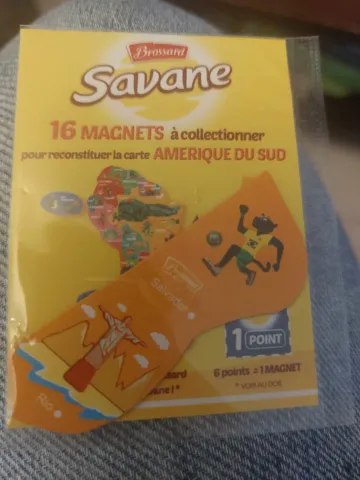 Brossard
Savane
16 MAGNETS à collectionner
pour reconstituer la carte AMERIQUE DU SUD
Brossard
Salvador
1 POINT
6 points = 1 MAGNET
* VOIR AU DOS
Rio